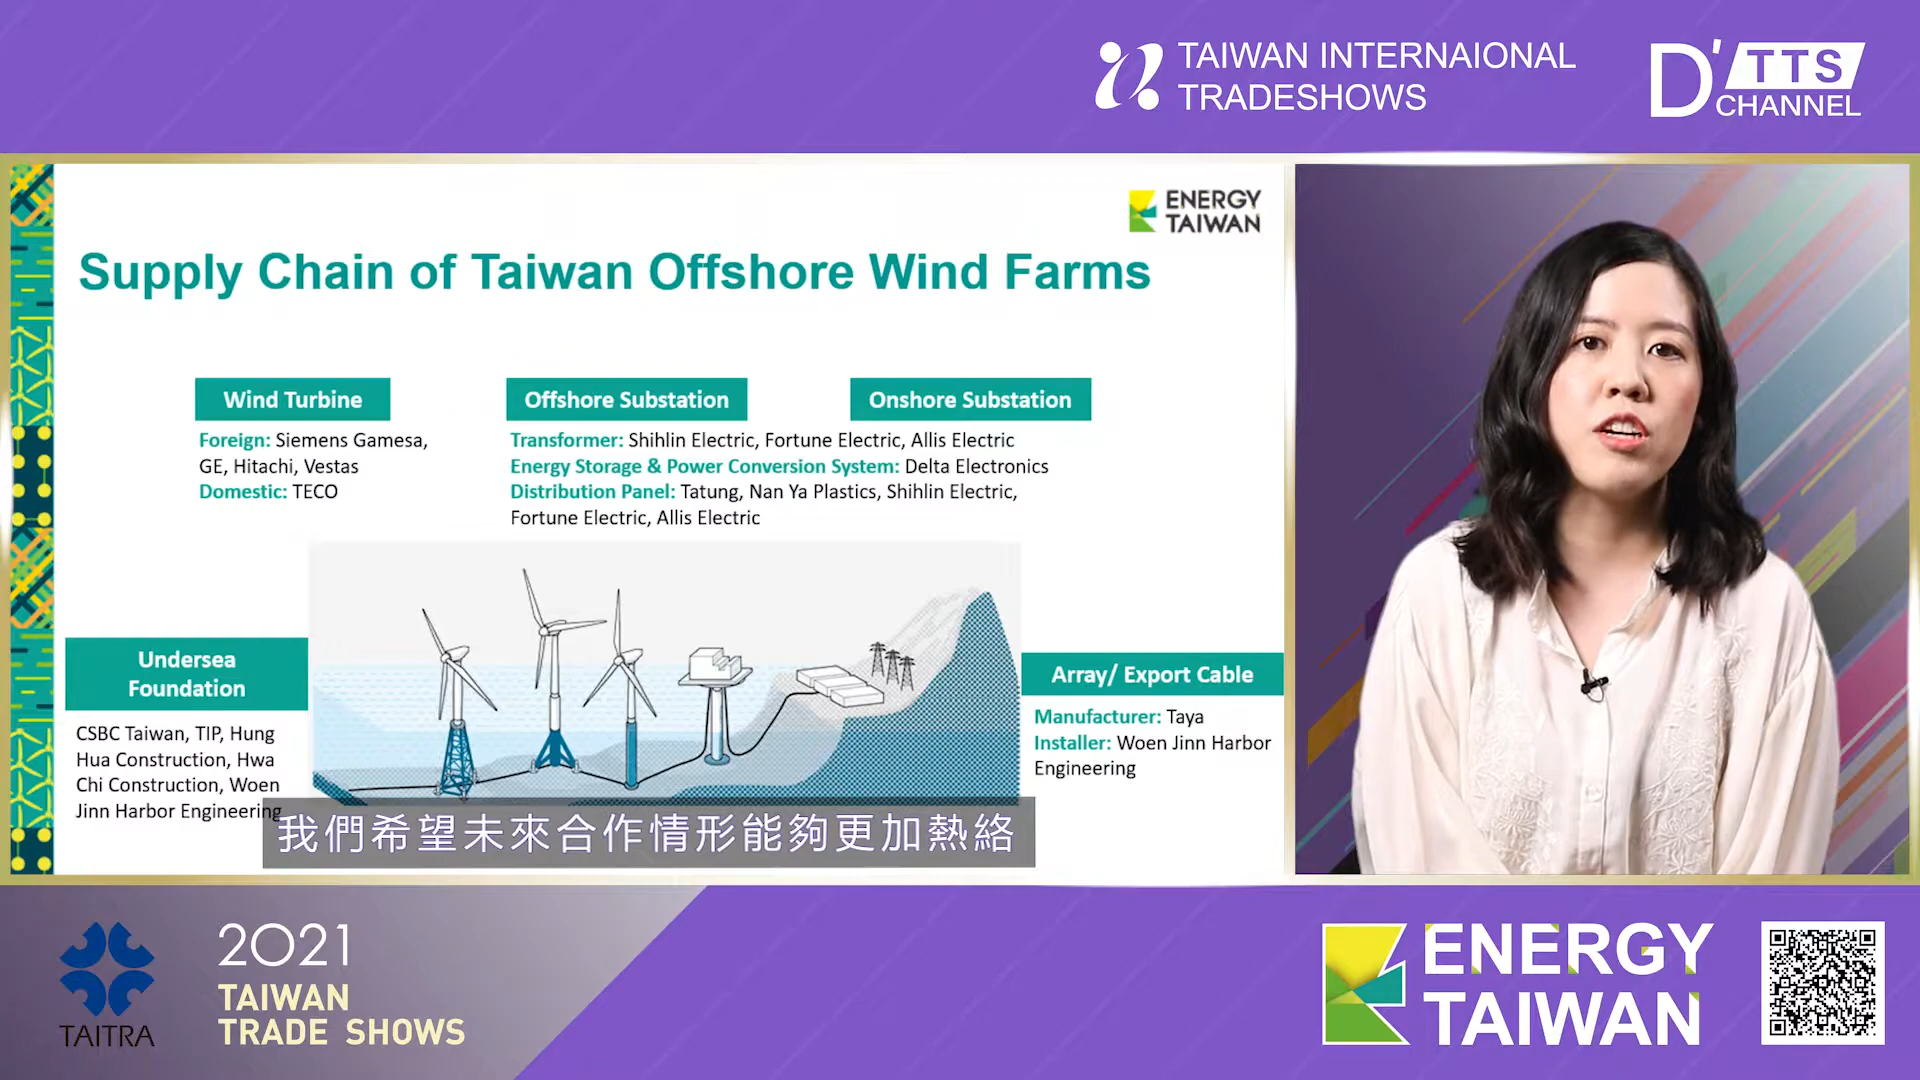 TAIWAN INTERNAIONAL
TRADESHOWS
D' TTS
CHANNEL
ENERGY
TAIWAN
Supply Chain of Taiwan Offshore Wind Farms
Wind Turbine
Foreign: Siemens Gamesa,
GE, Hitachi, Vestas
Domestic: TECO
Offshore Substation
Onshore Substation
Transformer: Shihlin Electric, Fortune Electric, Allis Electric
Energy Storage & Power Conversion System: Delta Electronics
Distribution Panel: Tatung, Nan Ya Plastics, Shihlin Electric,
Fortune Electric, Allis Electric
Undersea
Foundation
CSBC Taiwan, TIP, Hung
Hua Construction, Hwa
Chi Construction, Woen
Jinn Harbor Engineering
Array/ Export Cable
Manufacturer: Taya
Installer: Woen Jinn Harbor
Engineering
我們希望未來合作情形能夠更加熱絡
TAITRA
2021
TAIWAN
TRADE SHOWS
ENERGY
TAIWAN